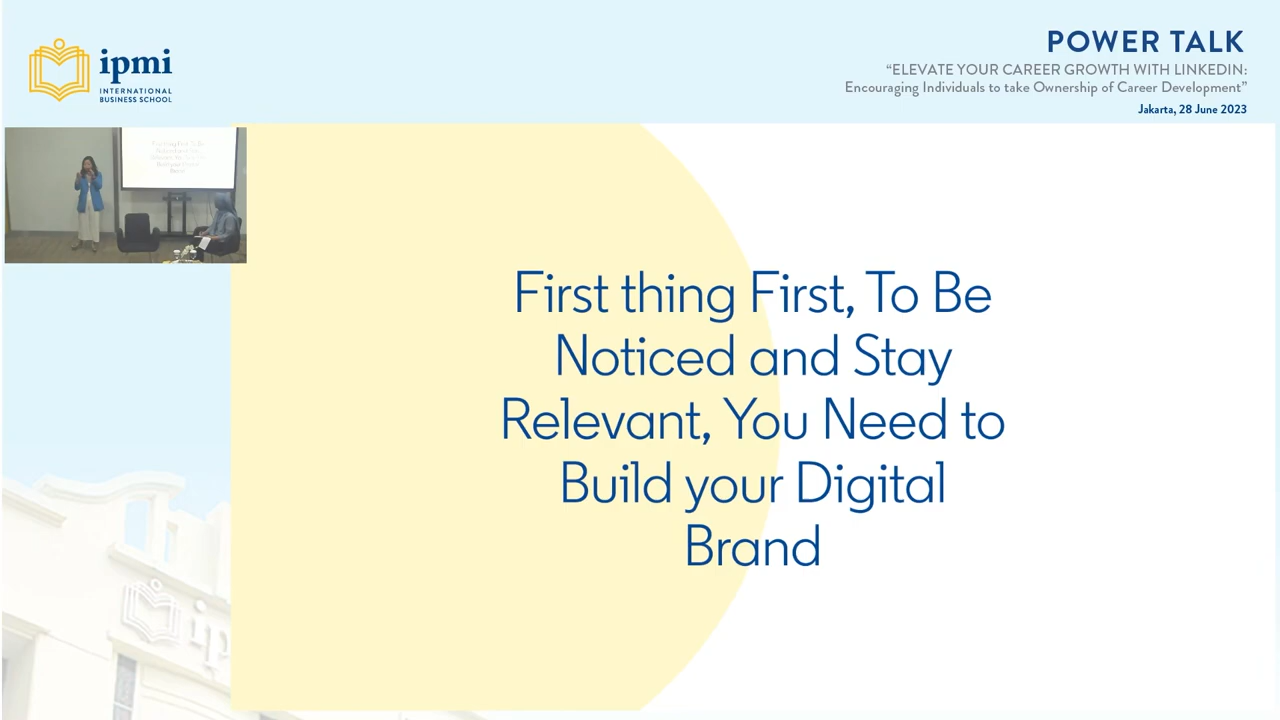 ipmi
INTERNATIONAL
BUSINESS SCHOOL
POWER TALK
“ELEVATE YOUR CAREER GROWTH WITH LINKEDIN:
Encouraging Individuals to take Ownership of Career Development”
Jakarta, 28 June 2023
First thing First, To Be
Noticed and Stay
Relevant, You Need to
Build your Digital
Brand
ip